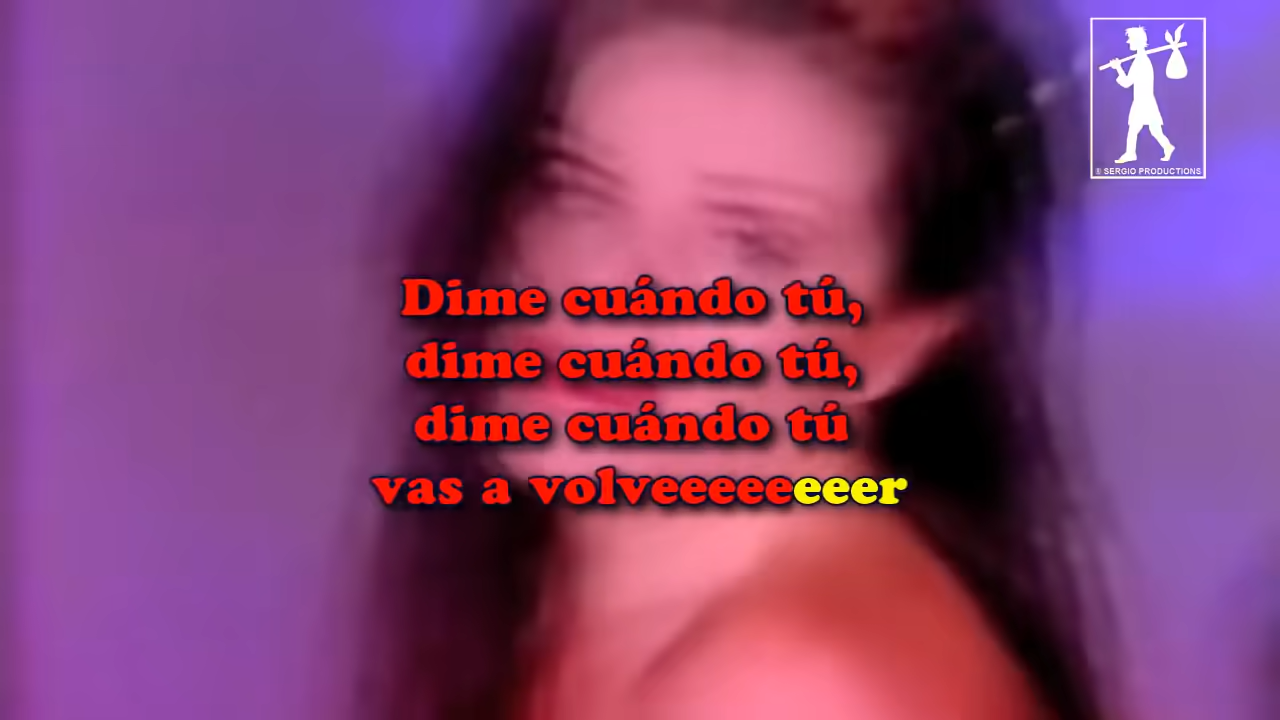 ® SERGIO PRODUCTIONS
Dime cuándo tú,
dime cuándo tú,
dime cuándo tú
vas a volveeeeeeeer